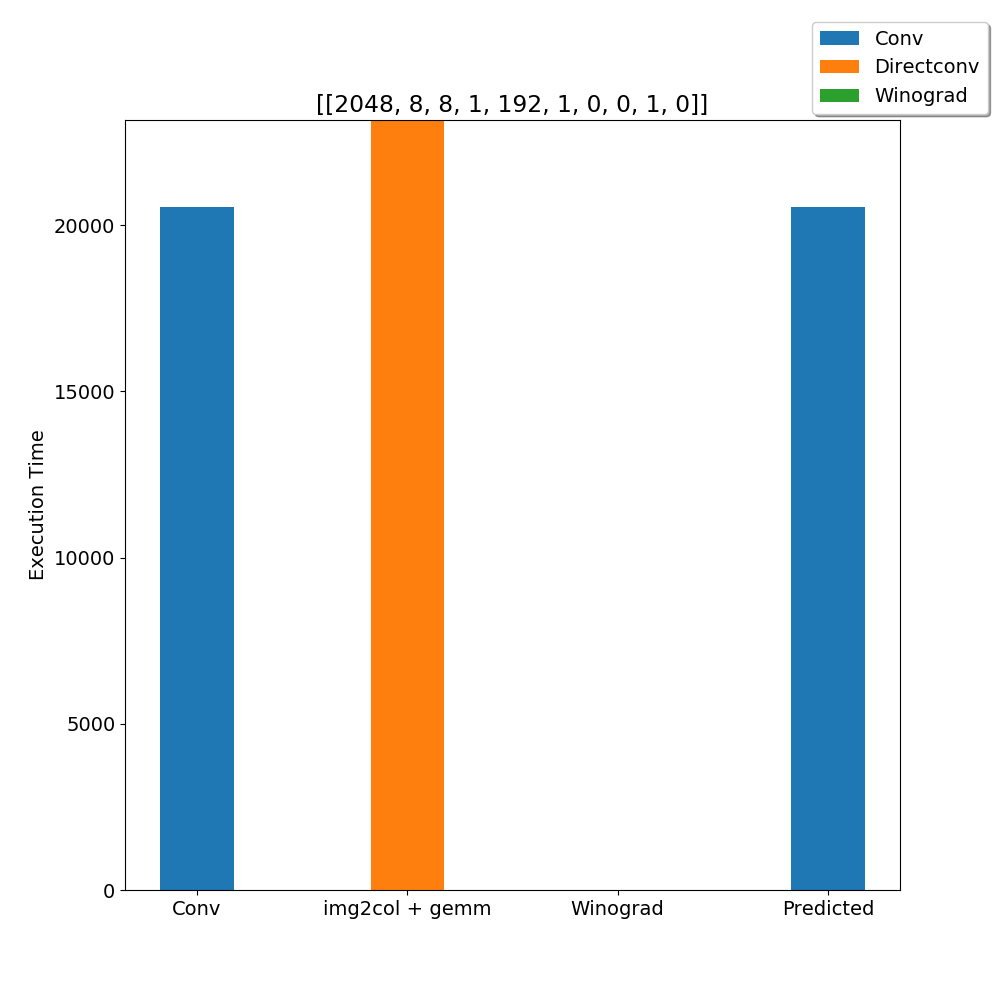 Conv
Directconv
Winograd
[[2048, 8, 8, 1, 192, 1, 0, 0, 1, 0]]
Execution Time
20000
15000
10000
5000
0
Conv img2col + gemm Winograd Predicted